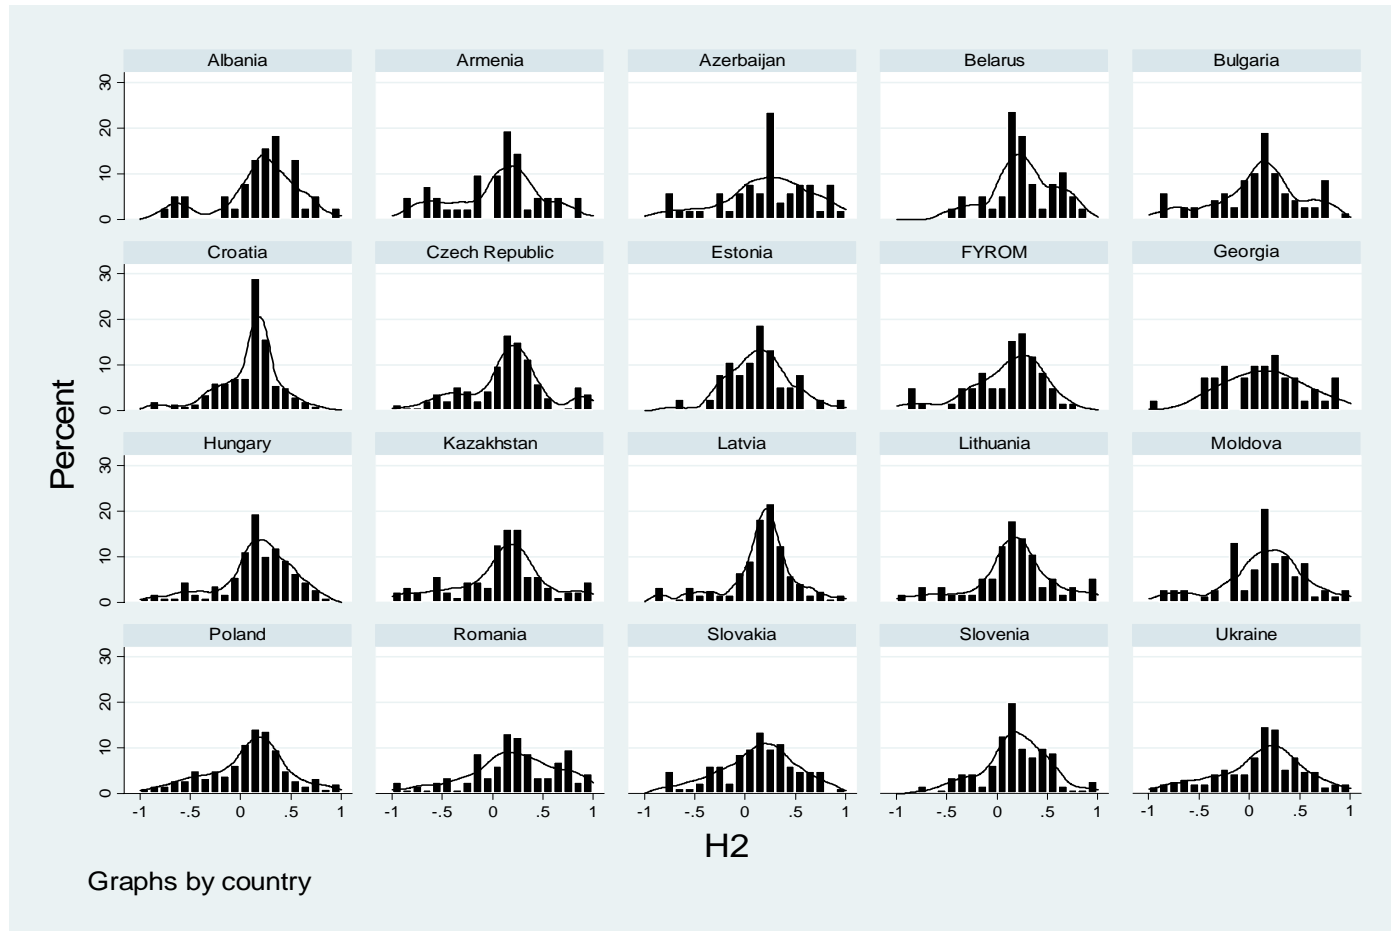 Albania Armenia Azerbaijan Belarus Bulgaria
30
20
10
0
Croatia Czech Republic Estonia FYROM Georgia
30
20
10
0
Hungary Kazakhstan Latvia Lithuania Moldova
30
20
10
0
Poland Romania Slovakia Slovenia Ukraine
30
20
10
0
-1 -.5 0 .5 1 -1 -.5 0 .5 1 -1 -.5 0 .5 1 -1 -.5 0 .5 1 -1 -.5 0 .5 1
Percent
H2
Graphs by country